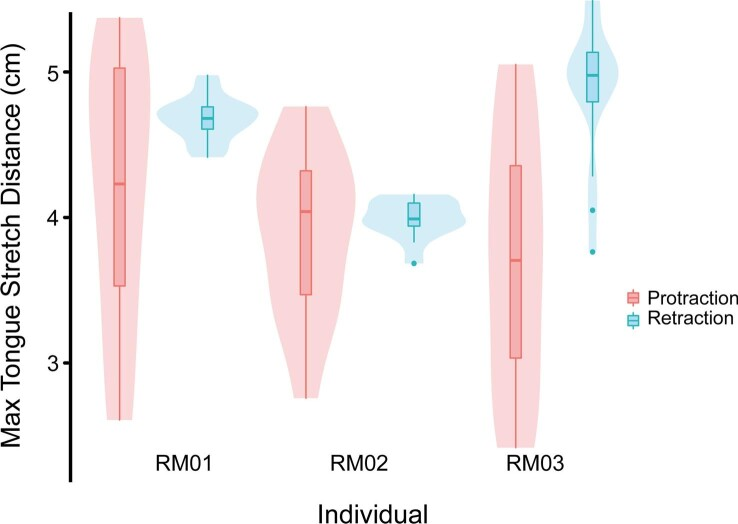 Max Tongue Stretch Distance (cm)
5
4
3
RM01
RM02
RM03
Individual
Protraction
Retraction